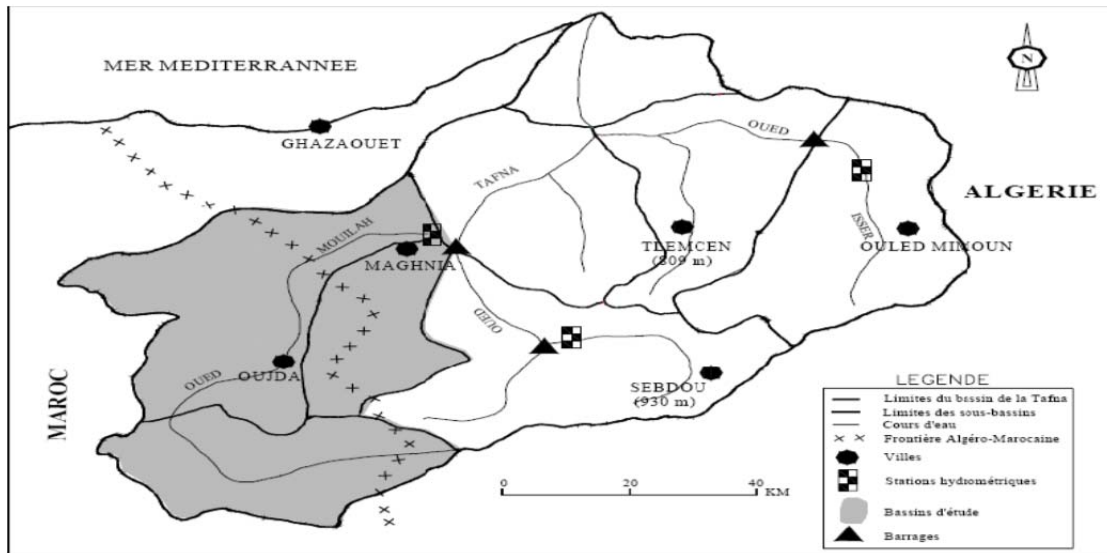 MER MEDITERRANNEE
GHAZAOUET
N
OUED
TAFNA
ALGERIE
ISSER
MOUILAH
TLEMCEN
(809 m)
OULED MIMOUN
MAGHNIA
OUED
OUJDA
OUED
SEBDOU
(930 m)
MAROC
LEGENDE
Limites du bassin de la Tafna
Limites des sous-bassins
Cours d'eau
Frontière Algéro-Marocaine
Villes
Stations hydrométriques
Bassins d'étude
Barrages
0 20 40
KM